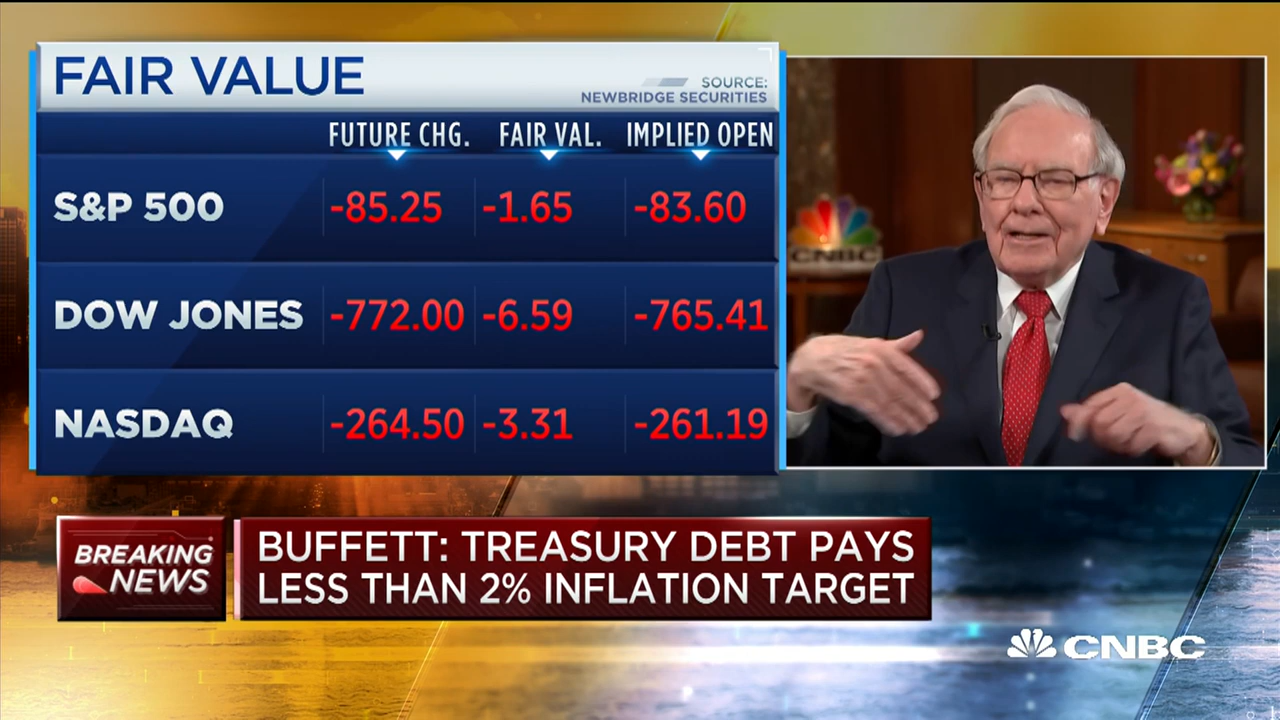 FAIR VALUE
SOURCE:
NEWBRIDGE SECURITIES
FUTURE CHG. FAIR VAL. IMPLIED OPEN
S&P 500 -85.25 -1.65 -83.60
DOW JONES -772.00 -6.59 -765.41
NASDAQ -264.50 -3.31 -261.19
CNBC
BREAKING
NEWS
BUFFETT: TREASURY DEBT PAYS
LESS THAN 2% INFLATION TARGET
CNBC